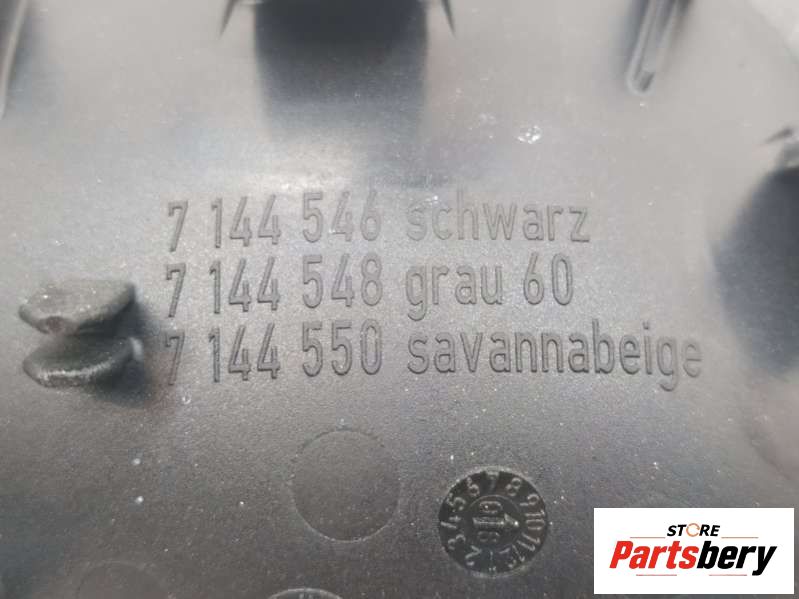 7 144 546 schwarz
7 144 548 grau 60
7 144 550 savannabeige
STORE
Partsbery